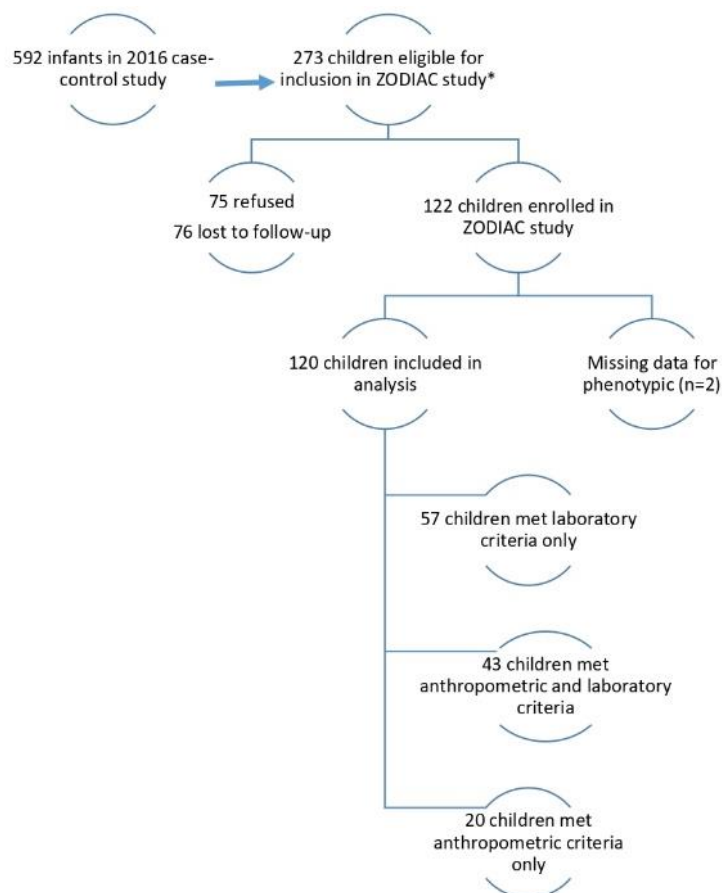 592 infants in 2016 case-
control study
273 children eligible for
inclusion in ZODIAC study*
75 refused
76 lost to follow-up
122 children enrolled in
ZODIAC study
120 children included in
analysis
Missing data for
phenotypic (n=2)
57 children met laboratory
criteria only
43 children met
anthropometric and laboratory
criteria
20 children met
anthropometric criteria
only